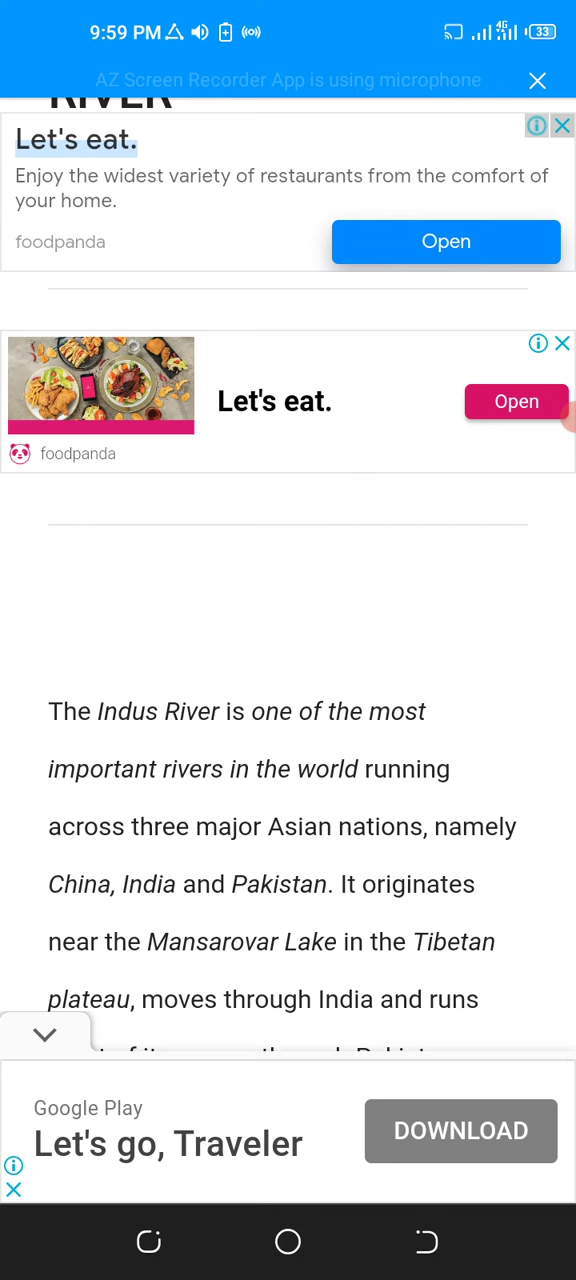 9:59 PM
4G
33
AZ Screen Recorder App is using microphone
RIVER
Let's eat.
Enjoy the widest variety of restaurants from the comfort of
your home.
foodpanda
Open
Let's eat.
Open
foodpanda
The Indus River is one of the most
important rivers in the world running
across three major Asian nations, namely
China, India and Pakistan. It originates
near the Mansarovar Lake in the Tibetan
plateau, moves through India and runs
Google Play
Let's go, Traveler
DOWNLOAD